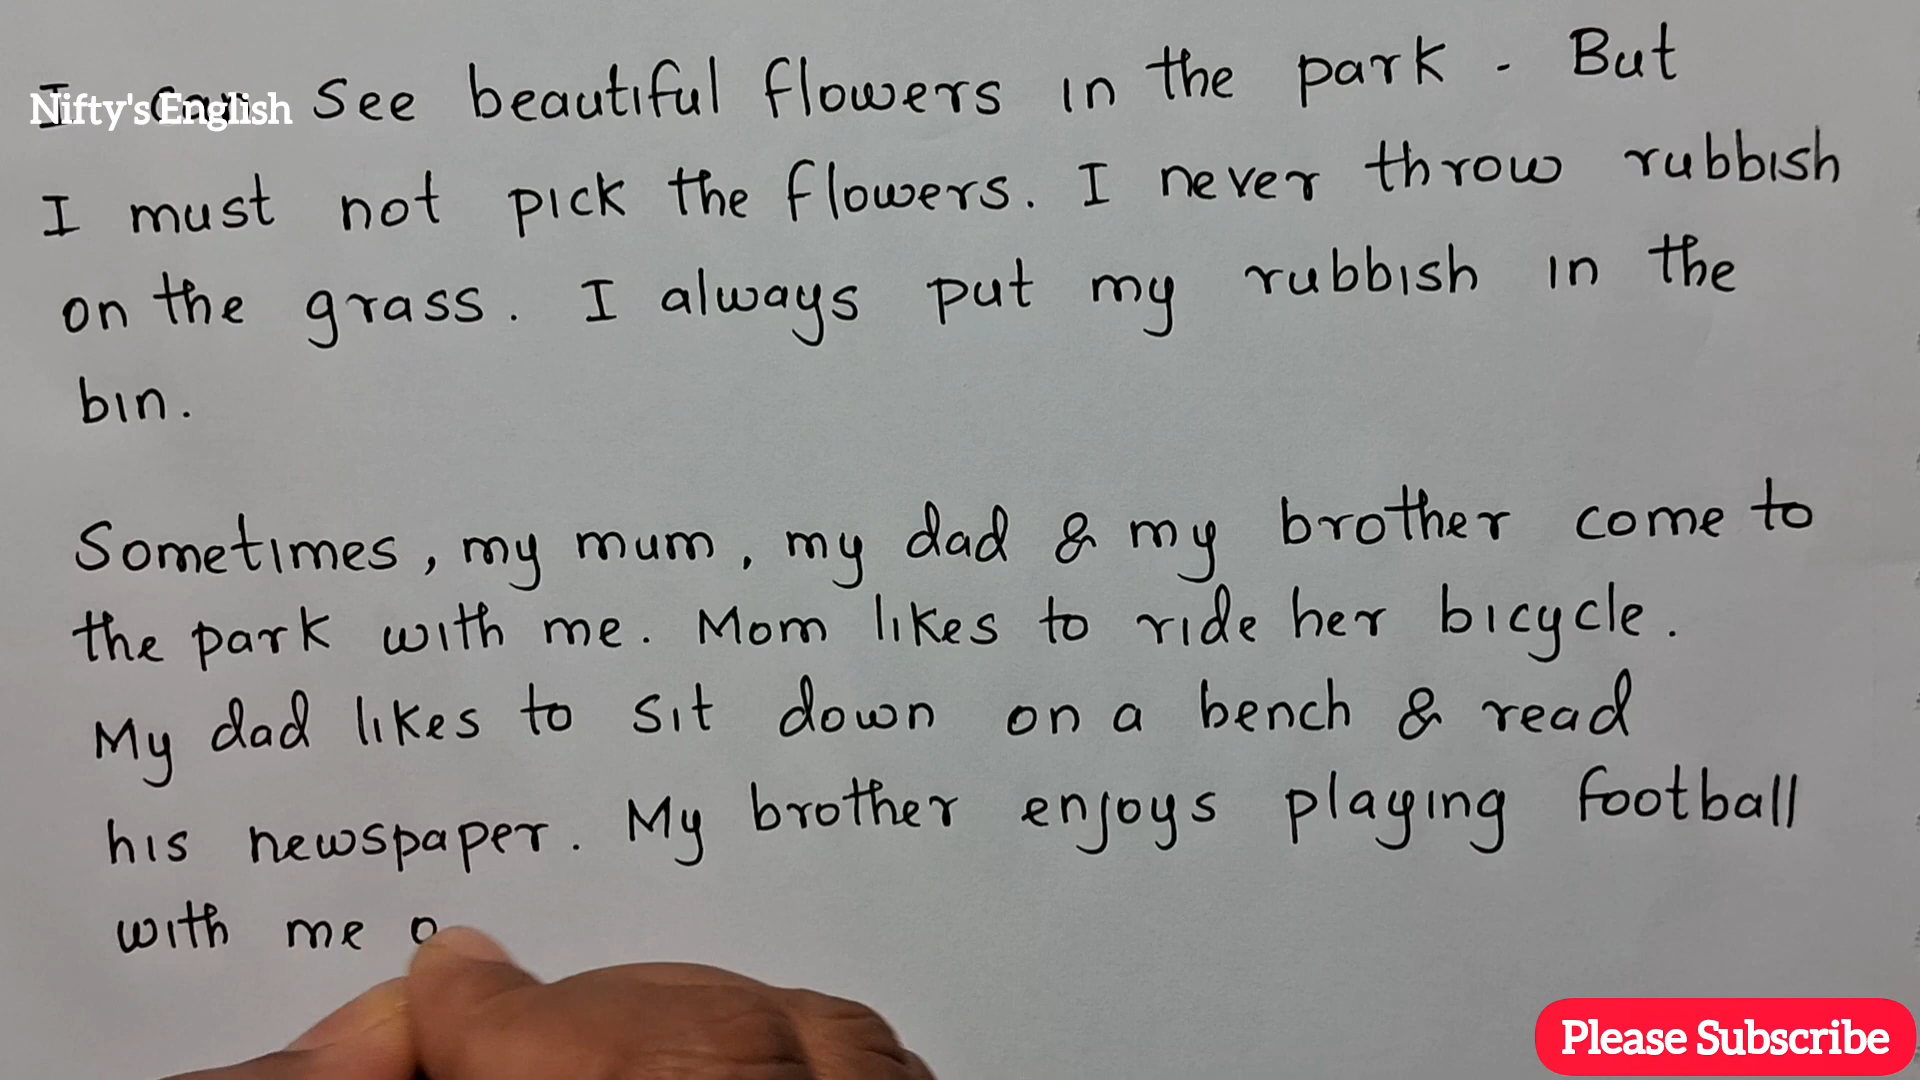 I can see beautiful flowers in the park. But
Nifty's English
I must not pick the flowers. I never throw rubbish
on the grass. I always put my rubbish in the
bin.
Sometimes, my mum, my dad & my brother come to
the park with me. Mom likes to ride her bicycle.
My dad likes to sit down on a bench & read
his newspaper. My brother enjoys playing football
with me o
Please Subscribe